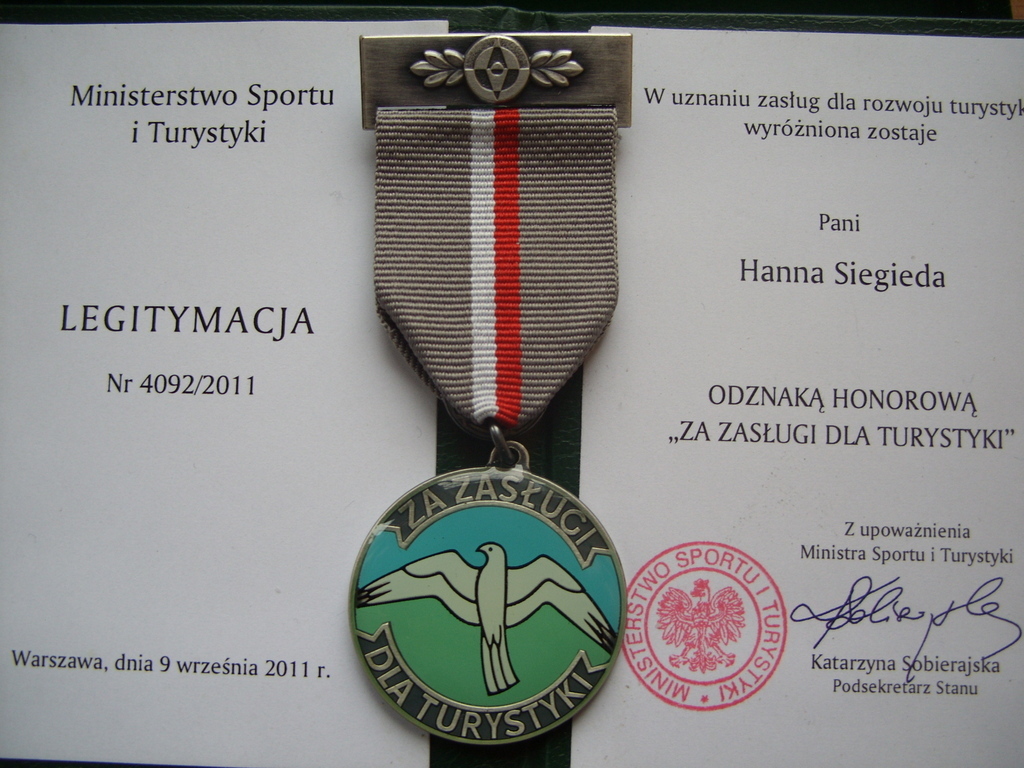 Ministerstwo Sportu
i Turystyki
LEGITYMACJA
Nr 4092/2011
Warszawa, dnia 9 września 2011 r.
ZA ZASŁUGI
DLA TURYSTYKI
W uznaniu zasług dla rozwoju turystyk
wyróżniona zostaje
Pani
Hanna Siegieda
ODZNAKĄ HONOROWĄ
„ZA ZASŁUGI DLA TURYSTYKI”
Z upoważnienia
Ministra Sportu i Turystyki
MINISTERSTWO SPORTU I TURYSTYKI *
Katarzyna Sobierajska
Podsekretarz Stanu